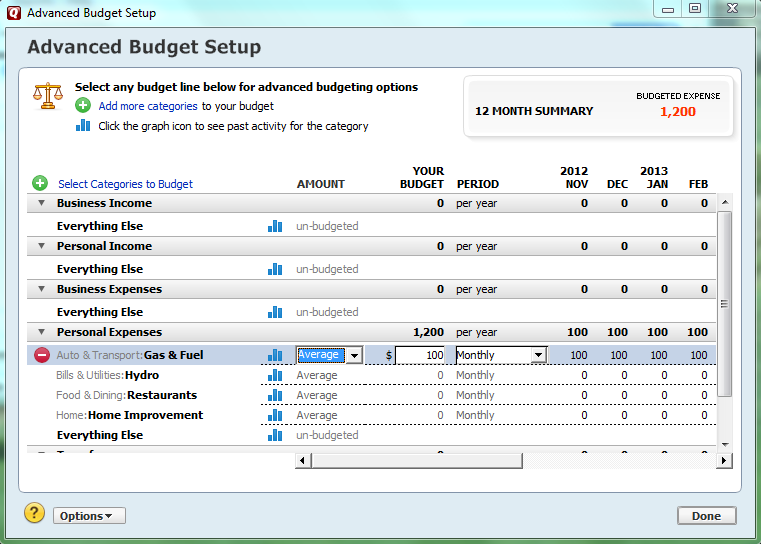 Advanced Budget Setup
Advanced Budget Setup
Select any budget line below for advanced budgeting options
Add more categories to your budget
Click the graph icon to see past activity for the category
12 MONTH SUMMARY
BUDGETED EXPENSE
1,200
Select Categories to Budget AMOUNT YOUR BUDGET PERIOD 2012 NOV DEC 2013 JAN FEB
Business Income 0 per year 0 0 0 0
Everything Else un-budgeted
Personal Income 0 per year 0 0 0 0
Everything Else un-budgeted
Business Expenses 0 per year 0 0 0 0
Everything Else un-budgeted
Personal Expenses 1,200 per year 100 100 100 100
Auto & Transport:Gas & Fuel Average $ 100 Monthly 100 100 100 100
Bills & Utilities:Hydro Average 0 Monthly 0 0 0 0
Food & Dining:Restaurants Average 0 Monthly 0 0 0 0
Home:Home Improvement Average 0 Monthly 0 0 0 0
Everything Else un-budgeted
? Options Done